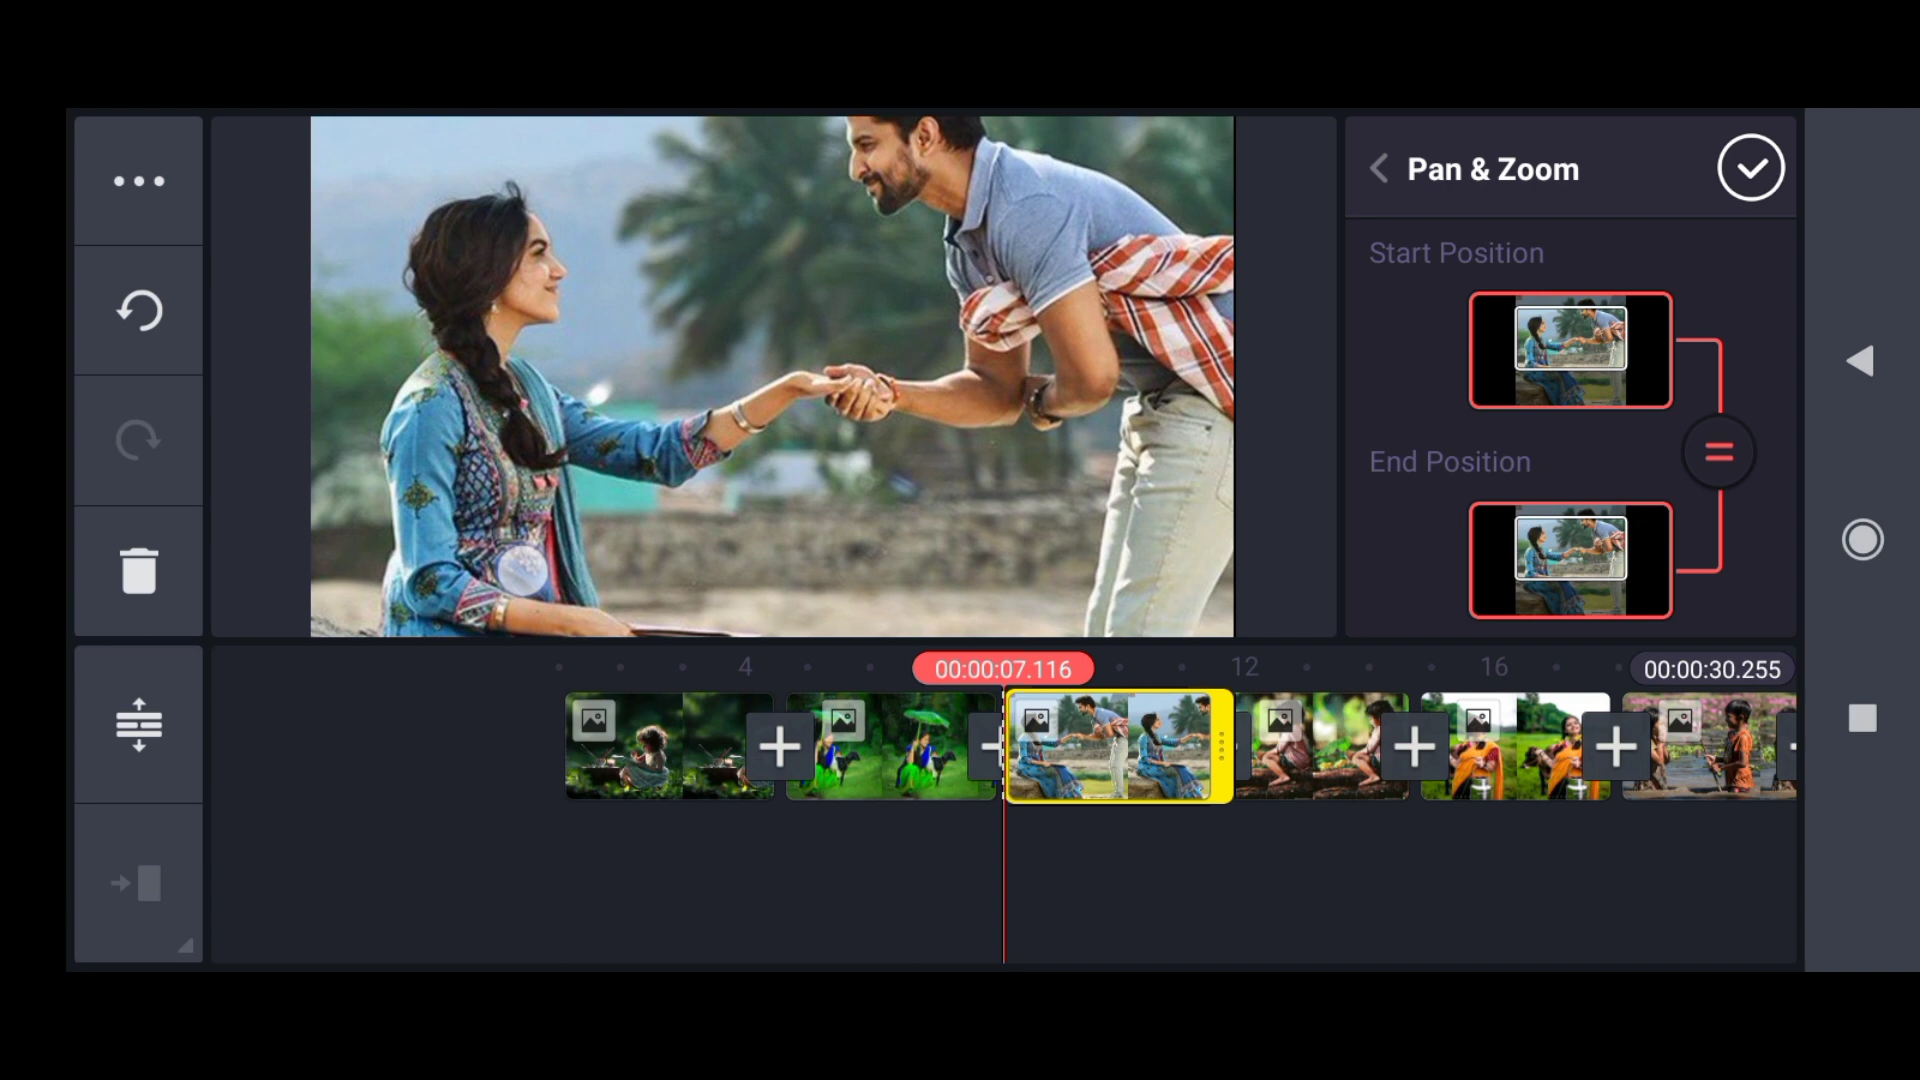 Pan & Zoom
Start Position
End Position
4
00:00:07.116
12
16
00:00:30.255